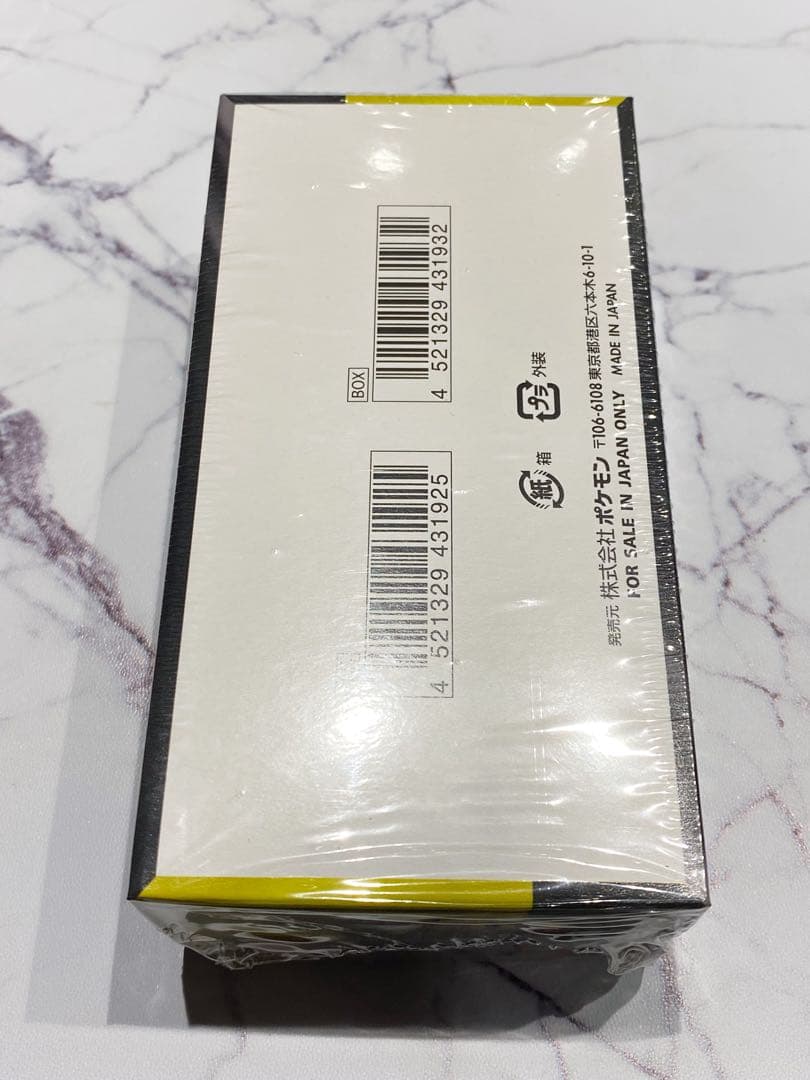 BOX
4 521329 431932
4 521329 431925
プラ 外装
紙 箱
発売元 株式会社ポケモン 〒106-6108 東京都港区六本木6-10-1
FOR SALE IN JAPAN ONLY MADE IN JAPAN